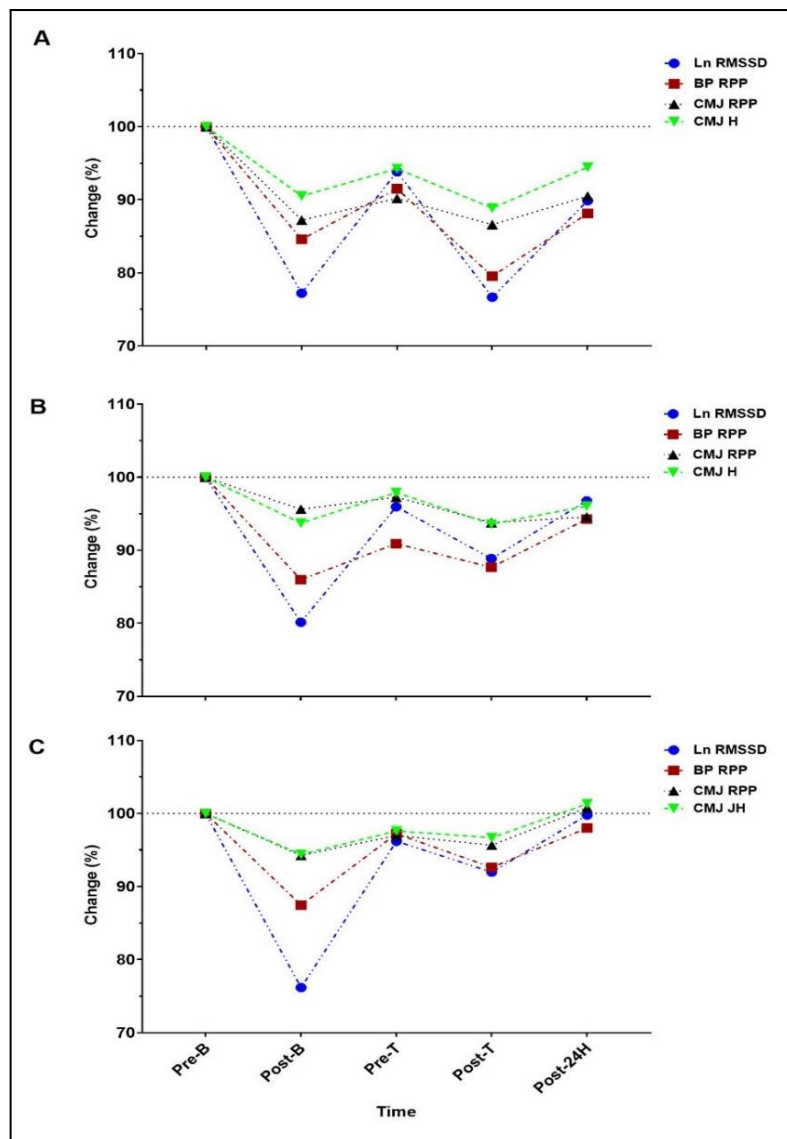 A
110
100
90
80
70
Change (%)
Ln RMSSD
BP RPP
CMJ RPP
CMJ H
B
110
100
90
80
70
Change (%)
Ln RMSSD
BP RPP
CMJ RPP
CMJ H
C
110
100
90
80
70
Change (%)
Ln RMSSD
BP RPP
CMJ RPP
CMJ JH
Pre-B
Post-B
Pre-T
Post-T
Post-24H
Time